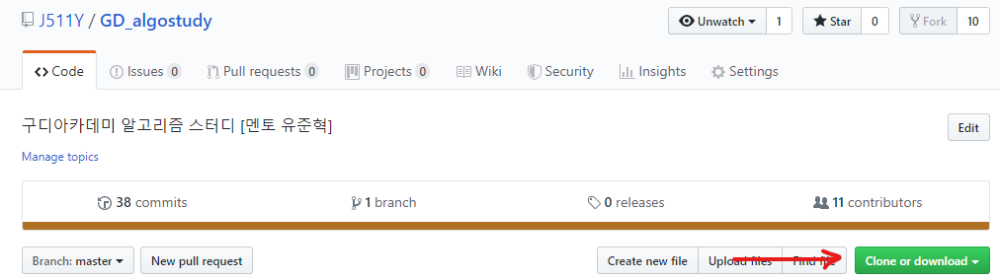 J511Y / GD_algostudy
Unwatch 1 Star 0 Fork 10
Code Issues 0 Pull requests 0 Projects 0 Wiki Security Insights Settings
구디아카데미 알고리즘 스터디 [멘토 유준혁]
Edit
Manage topics
38 commits 1 branch 0 releases 11 contributors
Branch: master New pull request Create new file Upload files Find file Clone or download